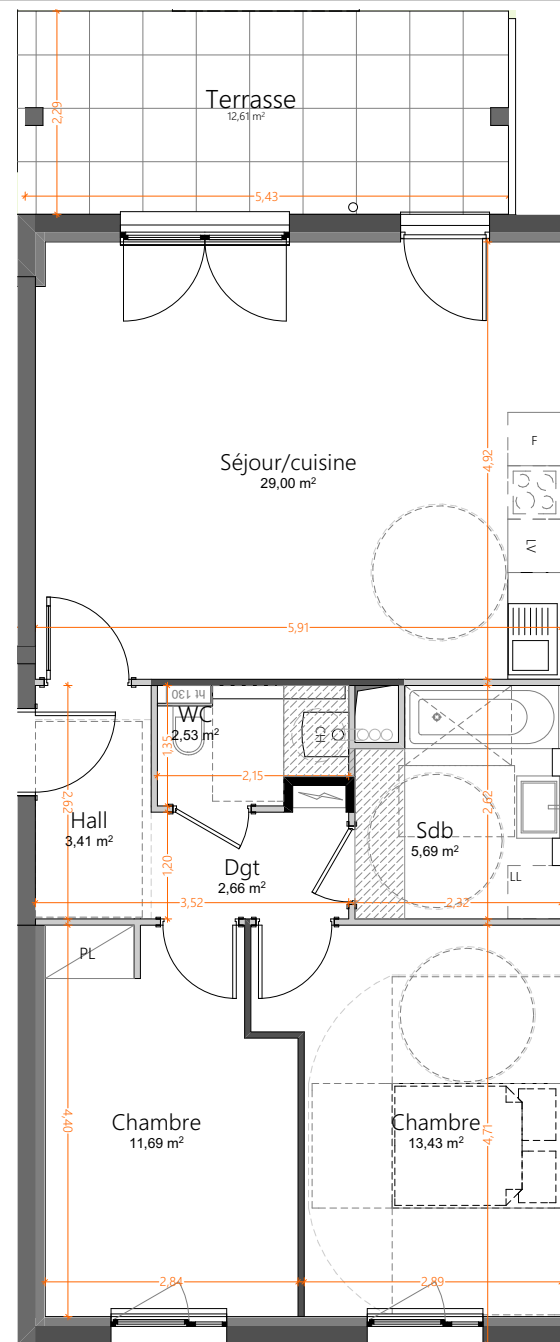 Terrasse
12,61 m²
2,29
5,43
Séjour/cuisine
29,00 m²
4,92
F
LV
5,91
ht 130
WC
2,53 m²
1,35
CH
2,15
2,62
Hall
3,41 m²
1,20
Dgt
2,66 m²
Sdb
5,69 m²
2,62
LL
3,52
2,32
PL
Chambre
11,69 m²
4,40
Chambre
13,43 m²
4,71
2,84
2,89